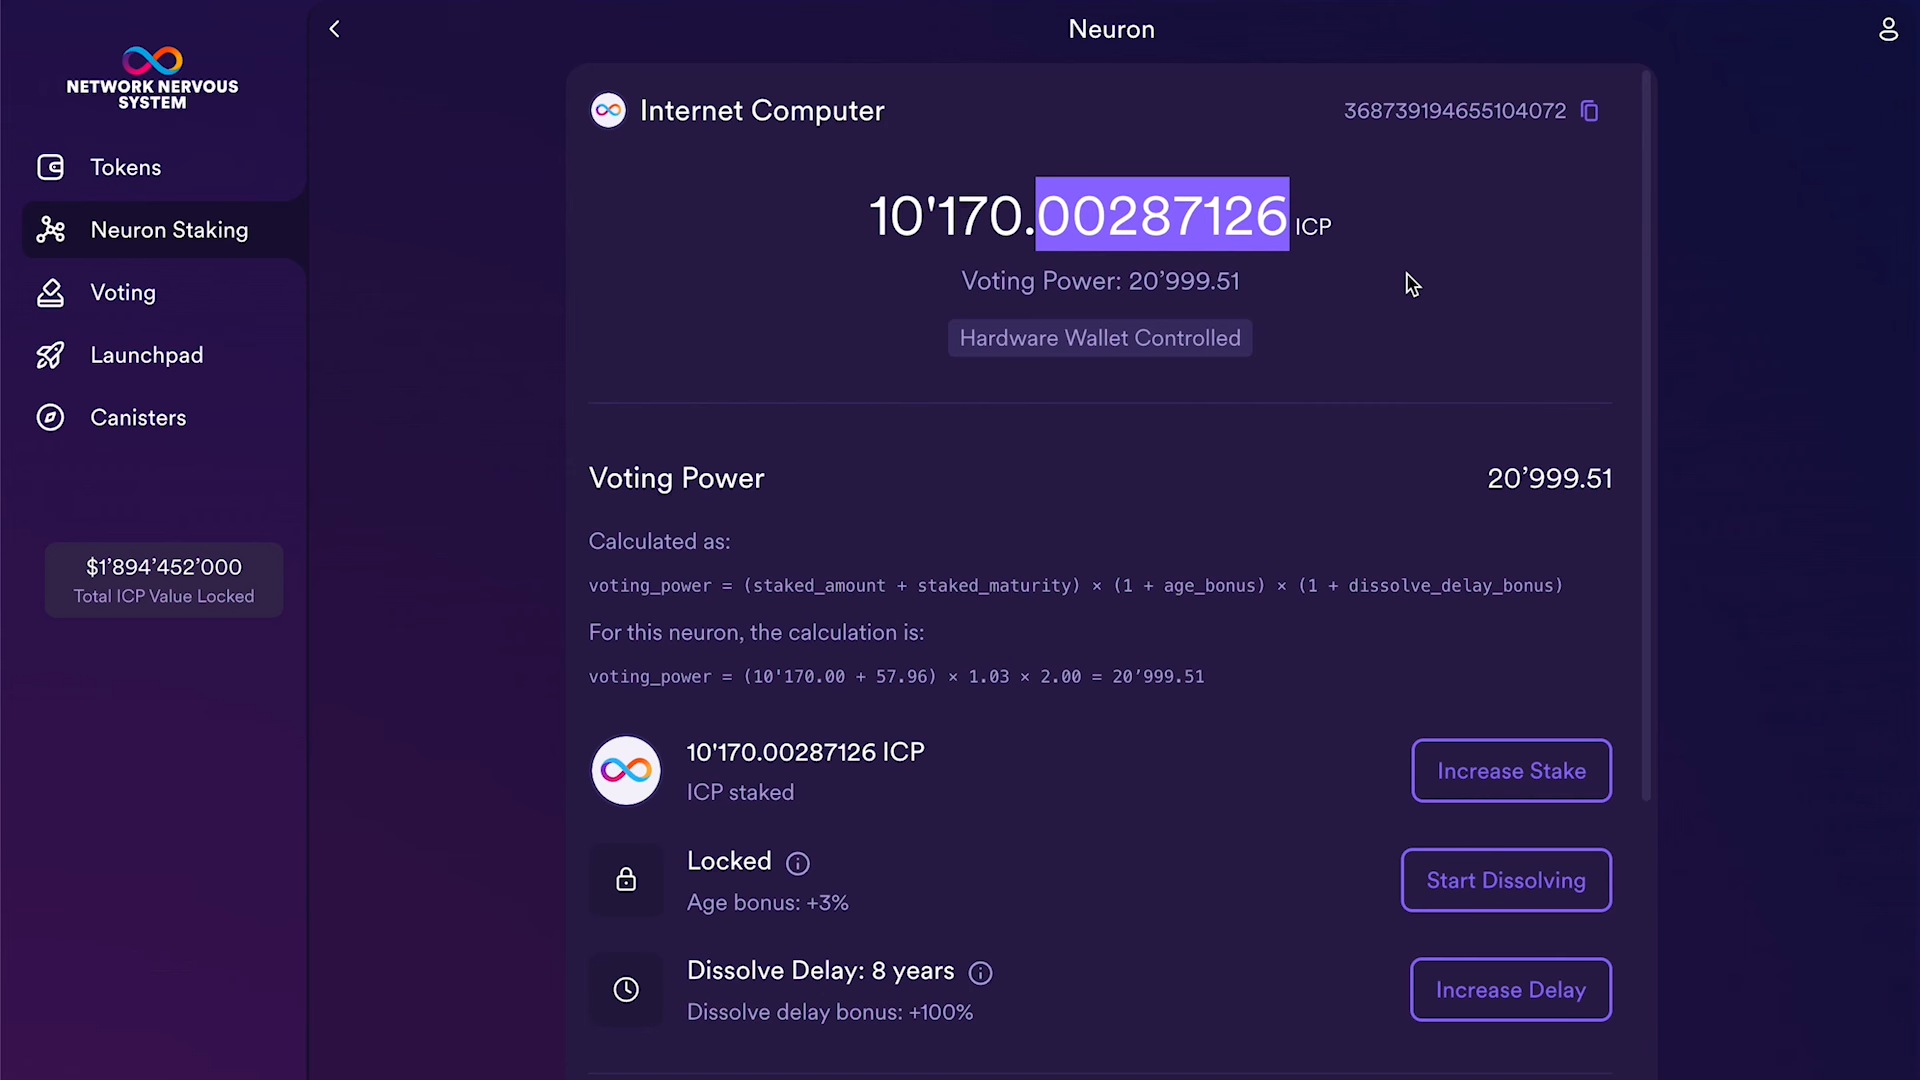 NETWORK NERVOUS
SYSTEM
Tokens
Neuron Staking
Voting
Launchpad
Canisters
$1’894’452’000
Total ICP Value Locked
Neuron
Internet Computer
368739194655104072
10'170.00287126 ICP
Voting Power: 20’999.51
Hardware Wallet Controlled
Voting Power
20’999.51
Calculated as:
voting_power = (staked_amount + staked_maturity) × (1 + age_bonus) × (1 + dissolve_delay_bonus)
For this neuron, the calculation is:
voting_power = (10'170.00 + 57.96) × 1.03 × 2.00 = 20’999.51
10'170.00287126 ICP
ICP staked
Increase Stake
Locked
Age bonus: +3%
Start Dissolving
Dissolve Delay: 8 years
Dissolve delay bonus: +100%
Increase Delay